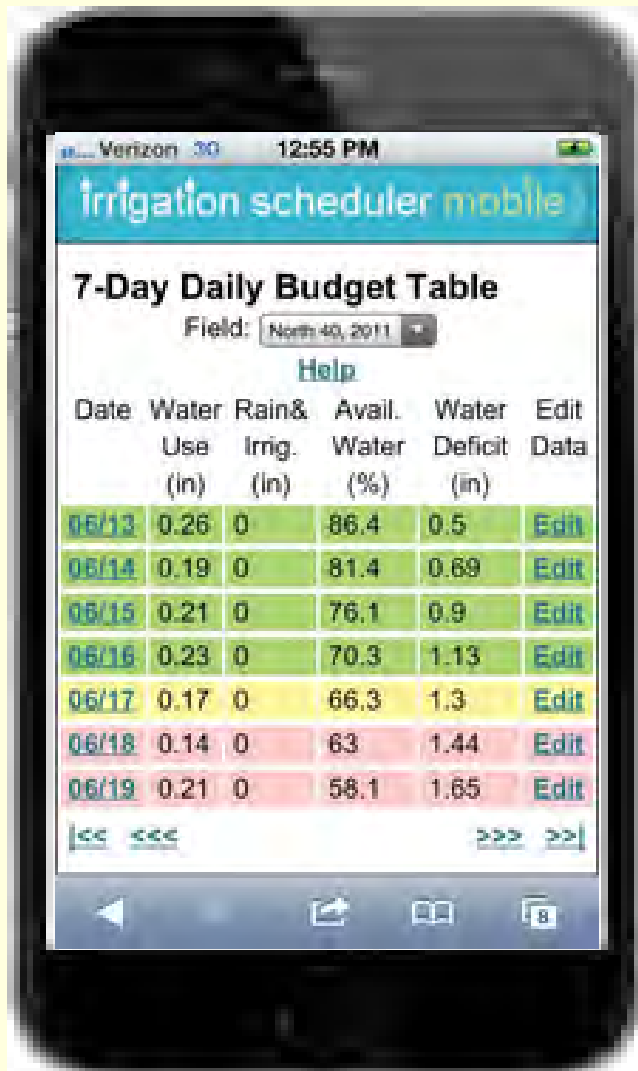 Verizon 3G 12:55 PM
irrigation scheduler mobile
7-Day Daily Budget Table
Field: North 40, 2011
Help
Date Water Rain& Avail. Water Edit
Use Irrig. Water Deficit Data
(in) (in) (%) (in)
06/13 0.26 0 86.4 0.5 Edit
06/14 0.19 0 81.4 0.69 Edit
06/15 0.21 0 76.1 0.9 Edit
06/16 0.23 0 70.3 1.13 Edit
06/17 0.17 0 66.3 1.3 Edit
06/18 0.14 0 63 1.44 Edit
06/19 0.21 0 58.1 1.65 Edit
|<< <<< >>> >>|
8